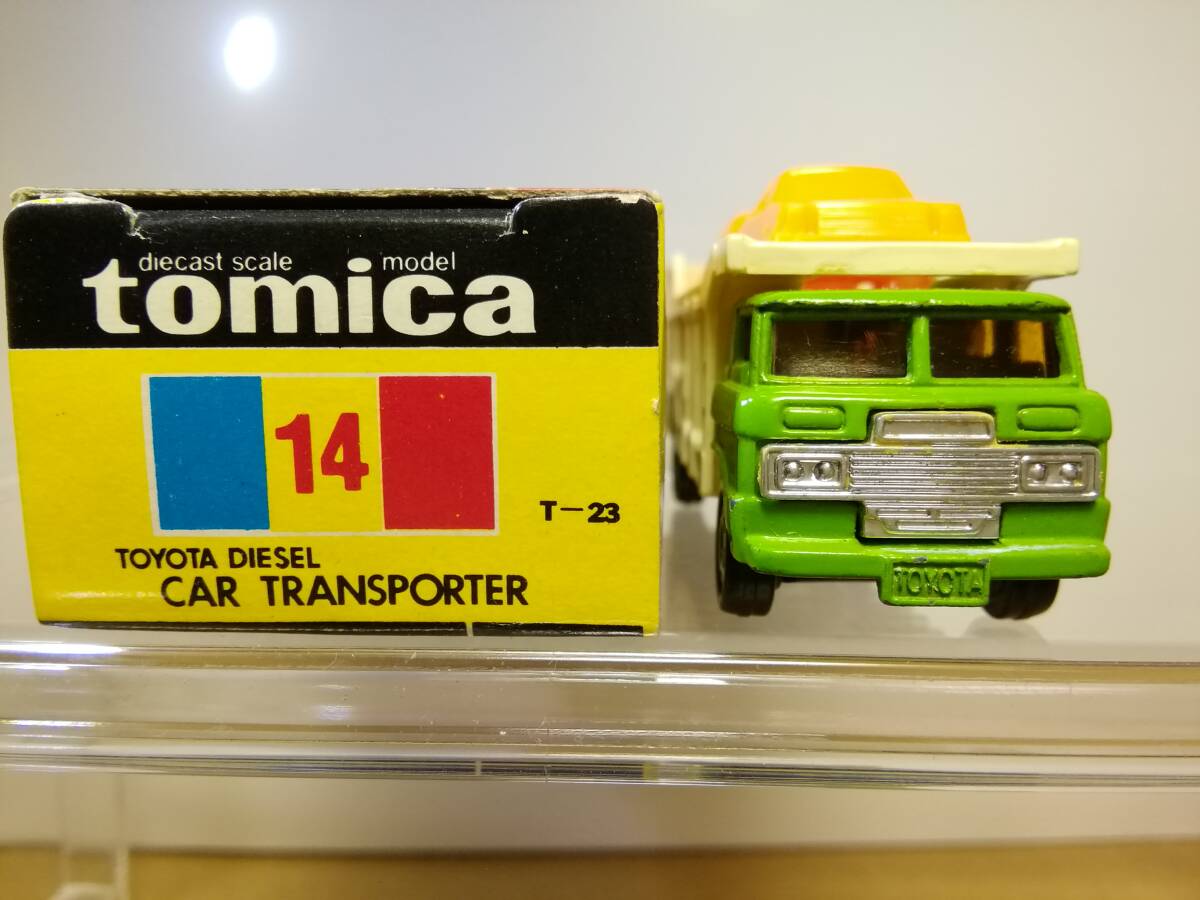 diecast scale model
tomica
14
T-23
TOYOTA DIESEL
CAR TRANSPORTER
TOYOTA